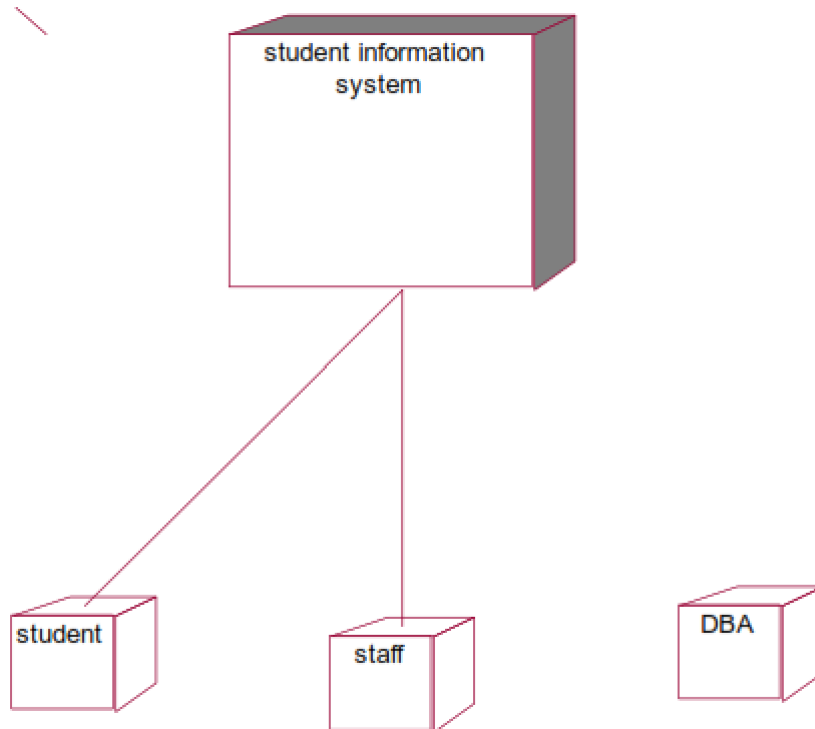 student information
system
student
staff
DBA